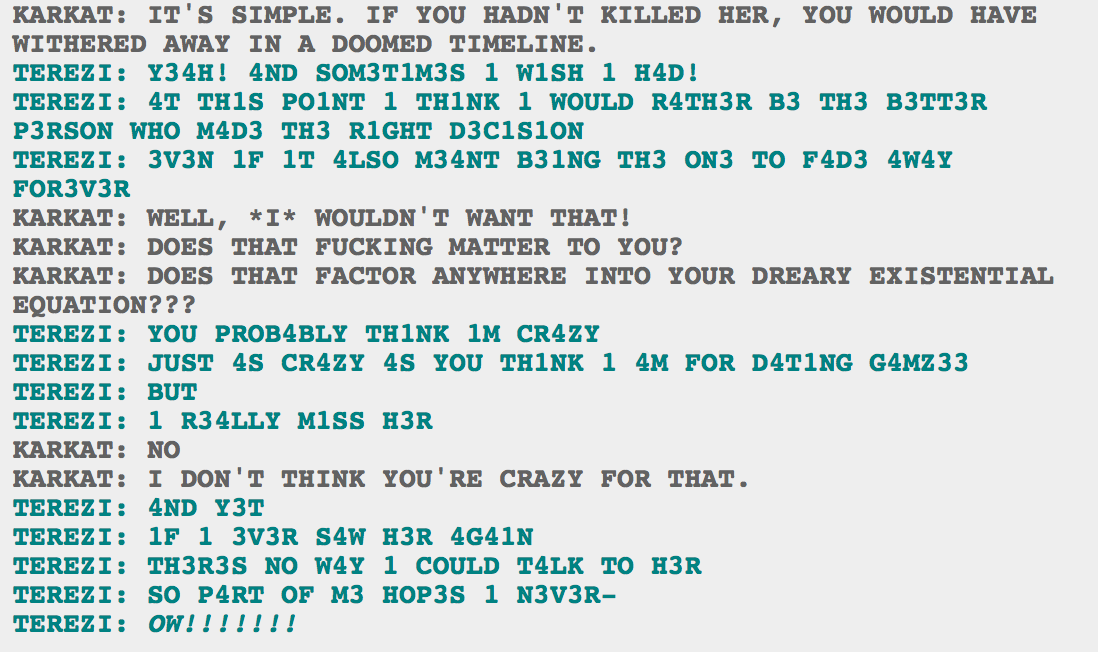 KARKAT: IT'S SIMPLE. IF YOU HADN'T KILLED HER, YOU WOULD HAVE
WITHERED AWAY IN A DOOMED TIMELINE.
TEREZI: Y34H! 4ND SOM3T1M3S 1 W1SH 1 H4D!
TEREZI: 4T TH1S PO1NT 1 TH1NK 1 WOULD R4TH3R B3 TH3 B3TT3R
P3RSON WHO M4D3 TH3 R1GHT D3C1S1ON
TEREZI: 3V3N 1F 1T 4LSO M34NT B31NG TH3 ON3 TO F4D3 4W4Y
FOR3V3R
KARKAT: WELL, *I* WOULDN'T WANT THAT!
KARKAT: DOES THAT FUCKING MATTER TO YOU?
KARKAT: DOES THAT FACTOR ANYWHERE INTO YOUR DREARY EXISTENTIAL
EQUATION???
TEREZI: YOU PROB4BLY TH1NK 1M CR4ZY
TEREZI: JUST 4S CR4ZY 4S YOU TH1NK 1 4M FOR D4T1NG G4MZ33
TEREZI: BUT
TEREZI: 1 R34LLY M1SS H3R
KARKAT: NO
KARKAT: I DON'T THINK YOU'RE CRAZY FOR THAT.
TEREZI: 4ND Y3T
TEREZI: 1F 1 3V3R S4W H3R 4G41N
TEREZI: TH3R3S NO W4Y 1 COULD T4LK TO H3R
TEREZI: SO P4RT OF M3 HOP3S 1 N3V3R-
TEREZI: OW!!!!!!!